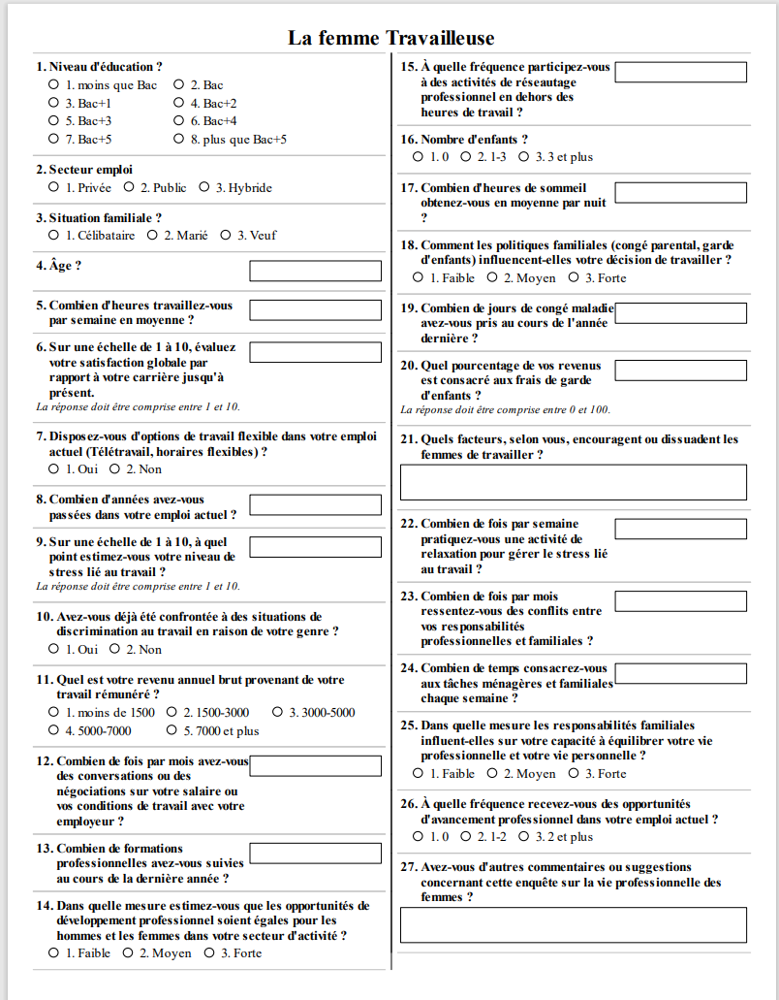 La femme Travailleuse
1. Niveau d'éducation ?
1. moins que Bac 2. Bac
3. Bac+1 4. Bac+2
5. Bac+3 6. Bac+4
7. Bac+5 8. plus que Bac+5
2. Secteur emploi
1. Privée 2. Public 3. Hybride
3. Situation familiale ?
1. Célibataire 2. Marié 3. Veuf
4. Âge ?
5. Combien d'heures travaillez-vous
par semaine en moyenne ?
6. Sur une échelle de 1 à 10, évaluez
votre satisfaction globale par
rapport à votre carrière jusqu'à
présent.
La réponse doit être comprise entre 1 et 10.
7. Disposez-vous d'options de travail flexible dans votre emploi
actuel (Télétravail, horaires flexibles) ?
1. Oui 2. Non
8. Combien d'années avez-vous
passées dans votre emploi actuel ?
9. Sur une échelle de 1 à 10, à quel
point estimez-vous votre niveau de
stress lié au travail ?
La réponse doit être comprise entre 1 et 10.
10. Avez-vous déjà été confrontée à des situations de
discrimination au travail en raison de votre genre ?
1. Oui 2. Non
11. Quel est votre revenu annuel brut provenant de votre
travail rémunéré ?
1. moins de 1500 2. 1500-3000 3. 3000-5000
4. 5000-7000 5. 7000 et plus
12. Combien de fois par mois avez-vous
des conversations ou des
négociations sur votre salaire ou
vos conditions de travail avec votre
employeur ?
13. Combien de formations
professionnelles avez-vous suivies
au cours de la dernière année ?
14. Dans quelle mesure estimez-vous que les opportunités de
développement professionnel soient égales pour les
hommes et les femmes dans votre secteur d'activité ?
1. Faible 2. Moyen 3. Forte
15. À quelle fréquence participez-vous
à des activités de réseautage
professionnel en dehors des
heures de travail ?
16. Nombre d'enfants ?
1. 0 2. 1-3 3. 3 et plus
17. Combien d'heures de sommeil
obtenez-vous en moyenne par nuit
?
18. Comment les politiques familiales (congé parental, garde
d'enfants) influencent-elles votre décision de travailler ?
1. Faible 2. Moyen 3. Forte
19. Combien de jours de congé maladie
avez-vous pris au cours de l'année
dernière ?
20. Quel pourcentage de vos revenus
est consacré aux frais de garde
d'enfants ?
La réponse doit être comprise entre 0 et 100.
21. Quels facteurs, selon vous, encouragent ou dissuadent les
femmes de travailler ?
22. Combien de fois par semaine
pratiquez-vous une activité de
relaxation pour gérer le stress lié
au travail ?
23. Combien de fois par mois
ressentez-vous des conflits entre
vos responsabilités
professionnelles et familiales ?
24. Combien de temps consacrez-vous
aux tâches ménagères et familiales
chaque semaine ?
25. Dans quelle mesure les responsabilités familiales
influent-elles sur votre capacité à équilibrer votre vie
professionnelle et votre vie personnelle ?
1. Faible 2. Moyen 3. Forte
26. À quelle fréquence recevez-vous des opportunités
d'avancement professionnel dans votre emploi actuel ?
1. 0 2. 1-2 3. 2 et plus
27. Avez-vous d'autres commentaires ou suggestions
concernant cette enquête sur la vie professionnelle des
femmes ?